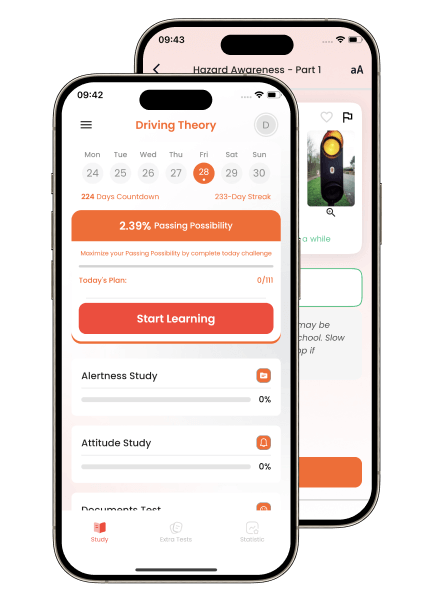 09:43
Hazard Awareness - Part 1
aA
a while
may be
chool. Slow
op if
09:42
Driving Theory
D
Mon Tue Wed Thu Fri Sat Sun
24 25 26 27 28 29 30
224 Days Countdown
233-Day Streak
2.39% Passing Possibility
Maximize your Passing Possibility by complete today challenge
Today's Plan:
0/111
Start Learning
Alertness Study
0%
Attitude Study
0%
Documents Test
Study
Extra Tests
Statistic